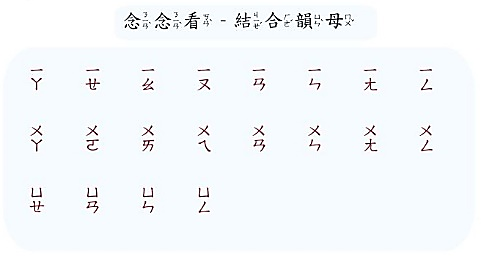 念念看 - 結合韻母
ㄧㄚ ㄧㄝ ㄧㄠ ㄧㄡ ㄧㄢ ㄧㄣ ㄧㄤ ㄧㄥ
ㄨㄚ ㄨㄛ ㄨㄞ ㄨㄟ ㄨㄢ ㄨㄣ ㄨㄤ ㄨㄥ
ㄩㄝ ㄩㄢ ㄩㄣ ㄩㄥ